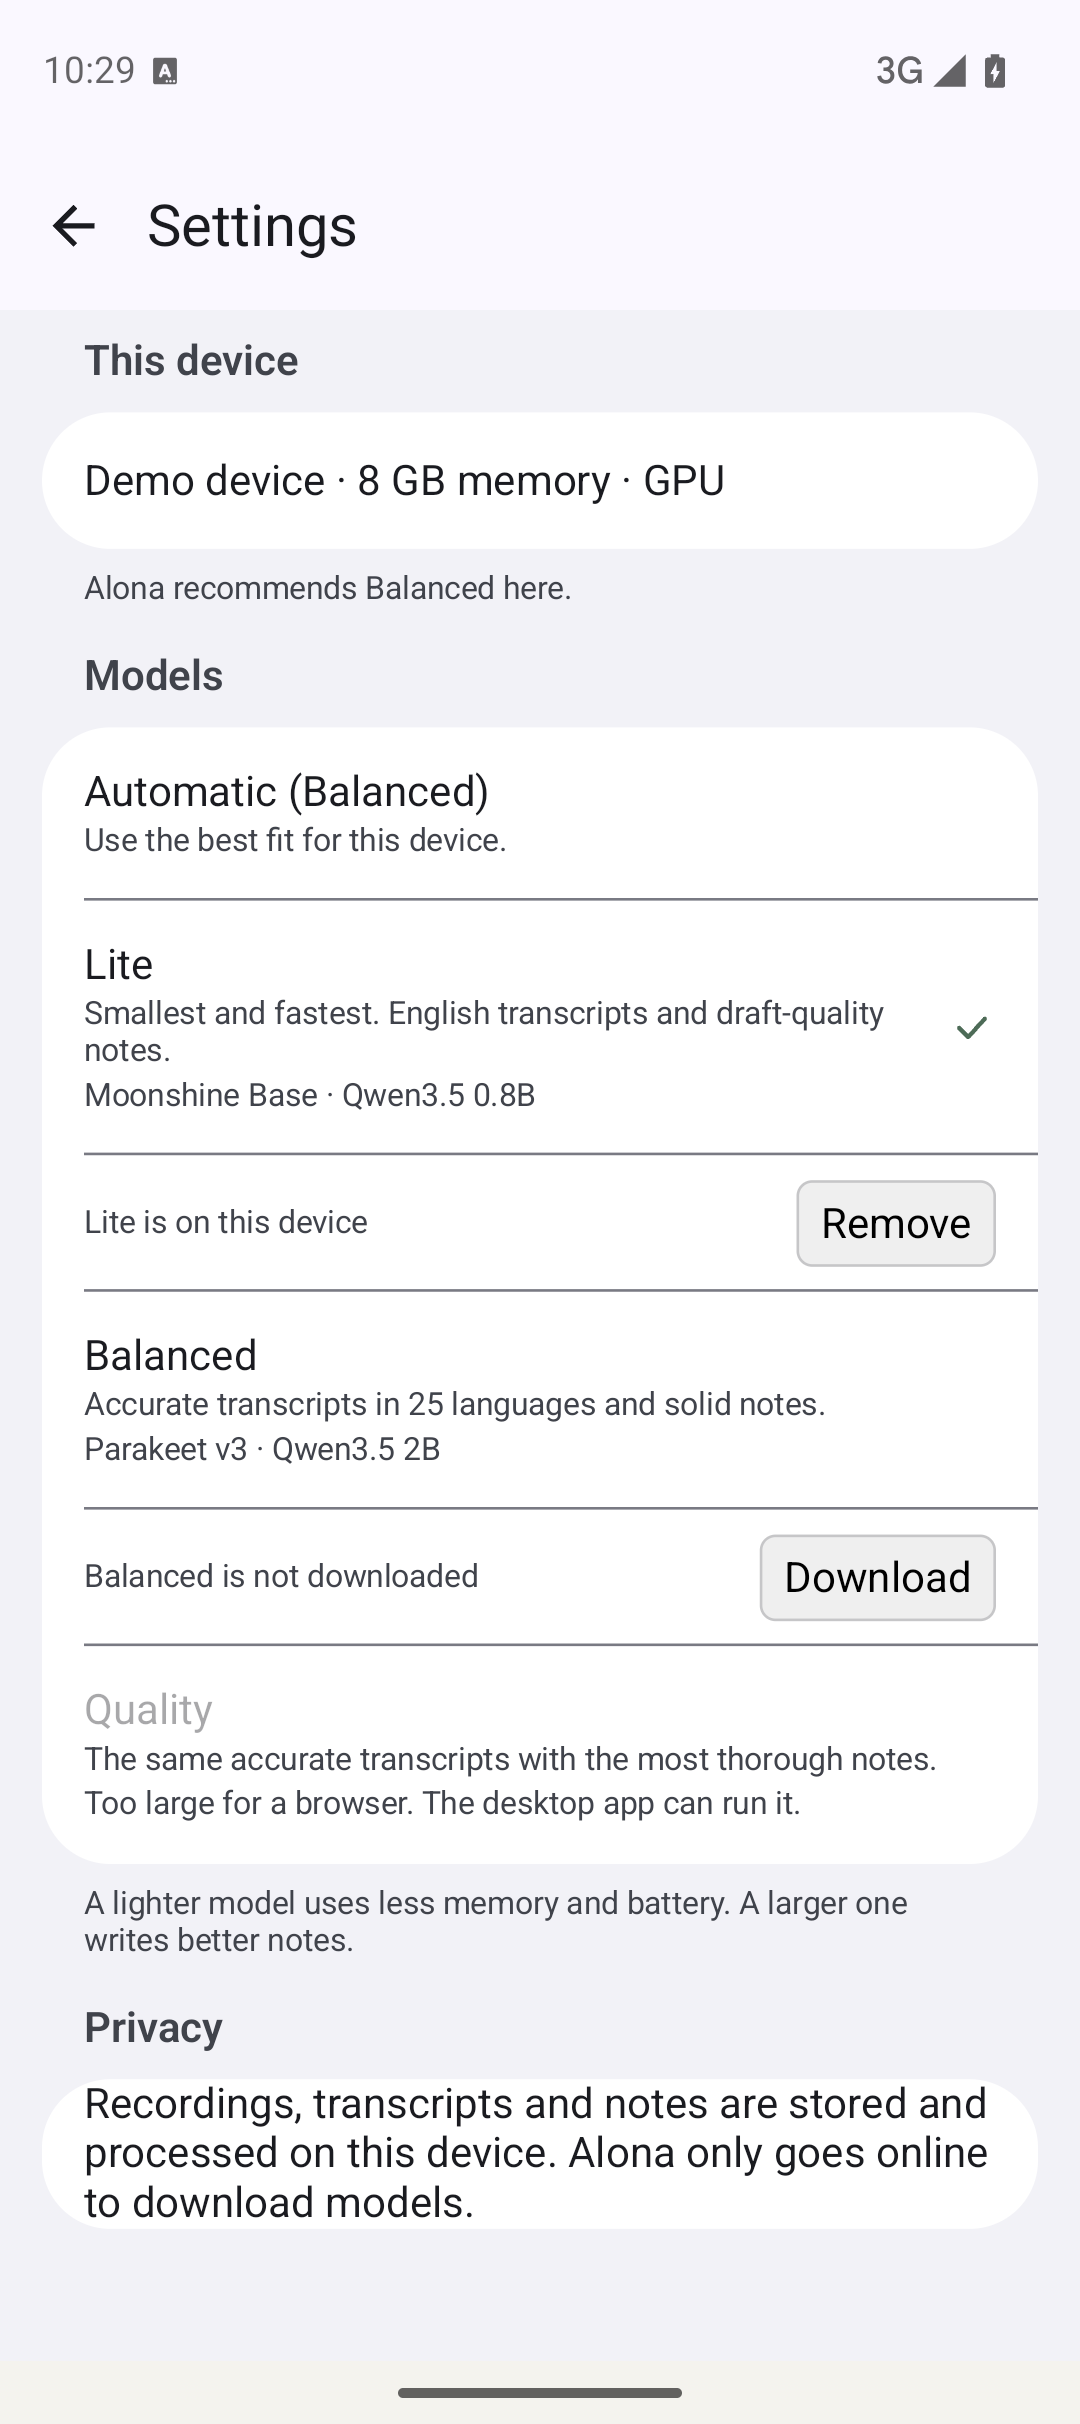 10:29
3G
Settings
This device
Demo device · 8 GB memory · GPU
Alona recommends Balanced here.
Models
Automatic (Balanced)
Use the best fit for this device.
Lite
Smallest and fastest. English transcripts and draft-quality
notes.
Moonshine Base · Qwen3.5 0.8B
Lite is on this device
Remove
Balanced
Accurate transcripts in 25 languages and solid notes.
Parakeet v3 · Qwen3.5 2B
Balanced is not downloaded
Download
Quality
The same accurate transcripts with the most thorough notes.
Too large for a browser. The desktop app can run it.
A lighter model uses less memory and battery. A larger one
writes better notes.
Privacy
Recordings, transcripts and notes are stored and
processed on this device. Alona only goes online
to download models.